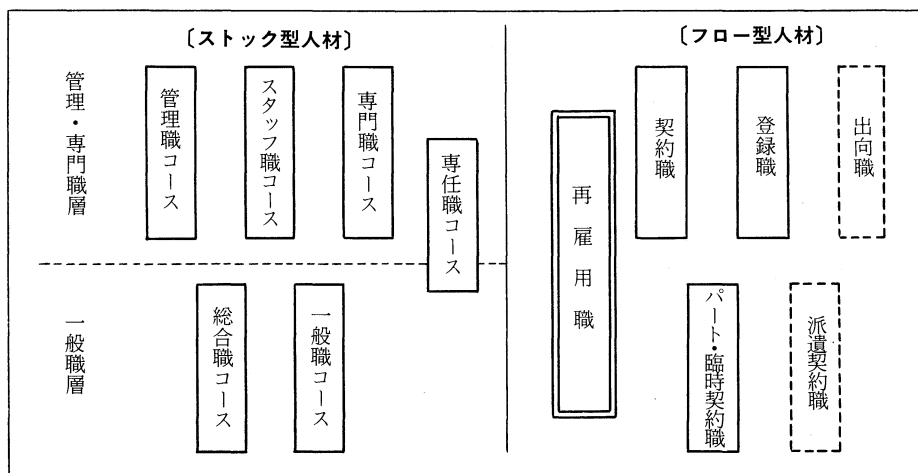 〔ストック型人材〕
〔フロー型人材〕
管理・専門職層
管理職コース
スタッフ職コース
専門職コース
専任職コース
再雇用職
契約職
登録職
出向職
一般職層
総合職コース
一般職コース
パート・臨時契約職
派遣契約職